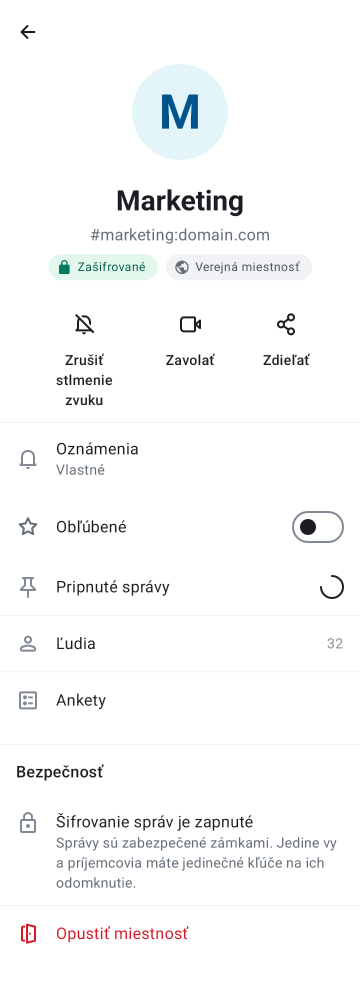 M
Marketing
#marketing:domain.com
Zašifrované
Verejná miestnosť
Zrušiť
stlmenie
zvuku
Zavolať
Zdieľať
Oznámenia
Vlastné
Obľúbené
Pripnuté správy
Ľudia
32
Ankety
Bezpečnosť
Šifrovanie správ je zapnuté
Správy sú zabezpečené zámkami. Jedine vy
a príjemcovia máte jedinečné kľúče na ich
odomknutie.
Opustiť miestnosť